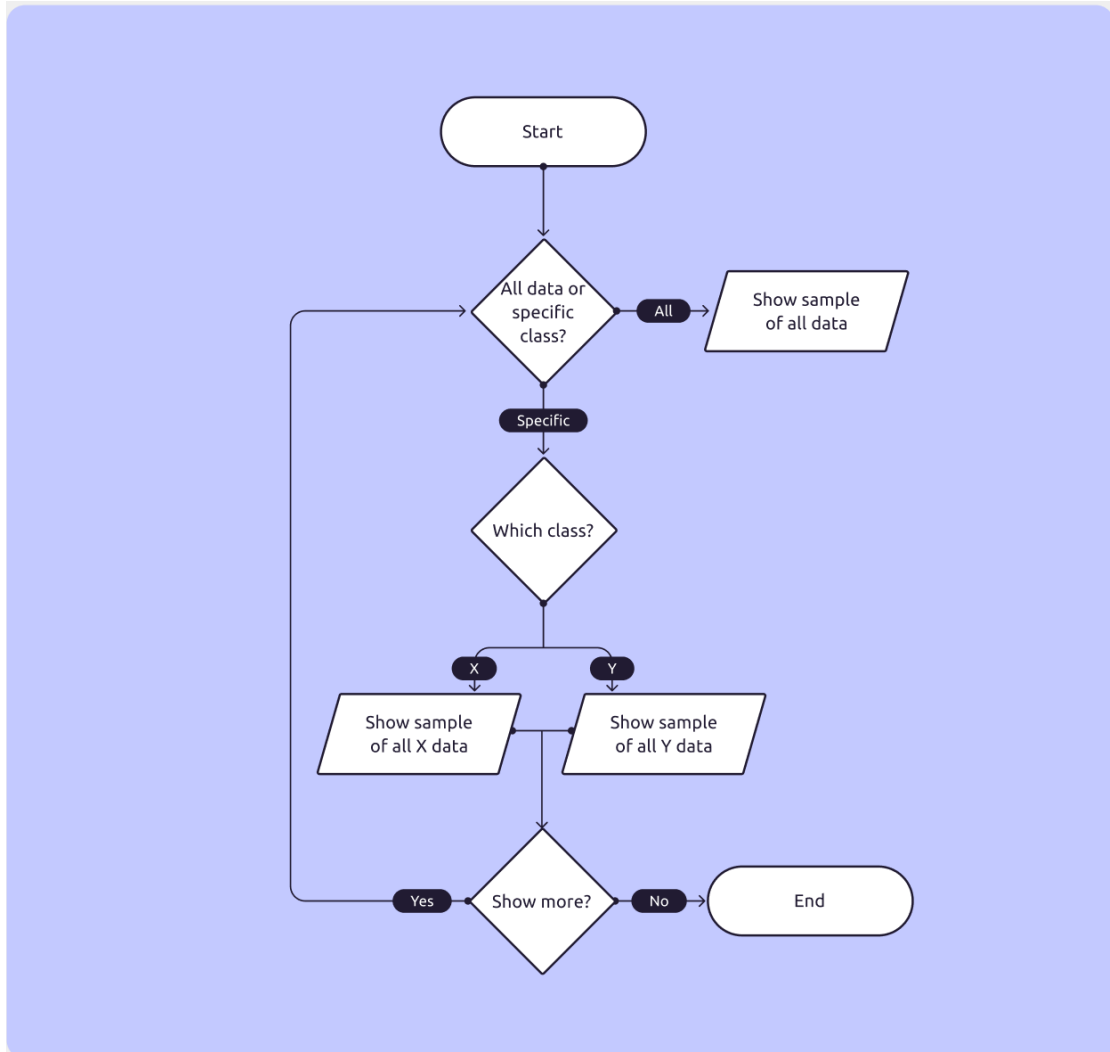 Start
All data or
specific
class?
All
Show sample
of all data
Specific
Which class?
X
Y
Show sample
of all X data
Show sample
of all Y data
Yes
Show more?
No
End